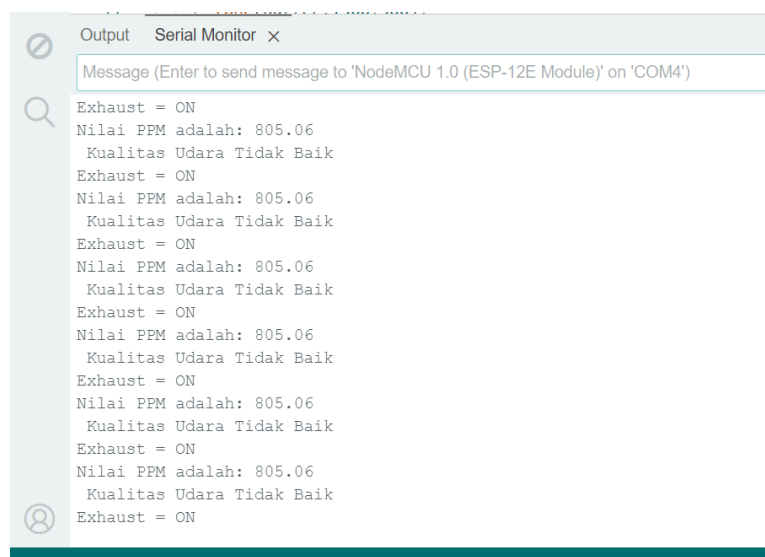 Output Serial Monitor
Message (Enter to send message to 'NodeMCU 1.0 (ESP-12E Module)' on 'COM4')
Exhaust = ON
Nilai PPM adalah: 805.06
Kualitas Udara Tidak Baik
Exhaust = ON
Nilai PPM adalah: 805.06
Kualitas Udara Tidak Baik
Exhaust = ON
Nilai PPM adalah: 805.06
Kualitas Udara Tidak Baik
Exhaust = ON
Nilai PPM adalah: 805.06
Kualitas Udara Tidak Baik
Exhaust = ON
Nilai PPM adalah: 805.06
Kualitas Udara Tidak Baik
Exhaust = ON
Nilai PPM adalah: 805.06
Kualitas Udara Tidak Baik
Exhaust = ON